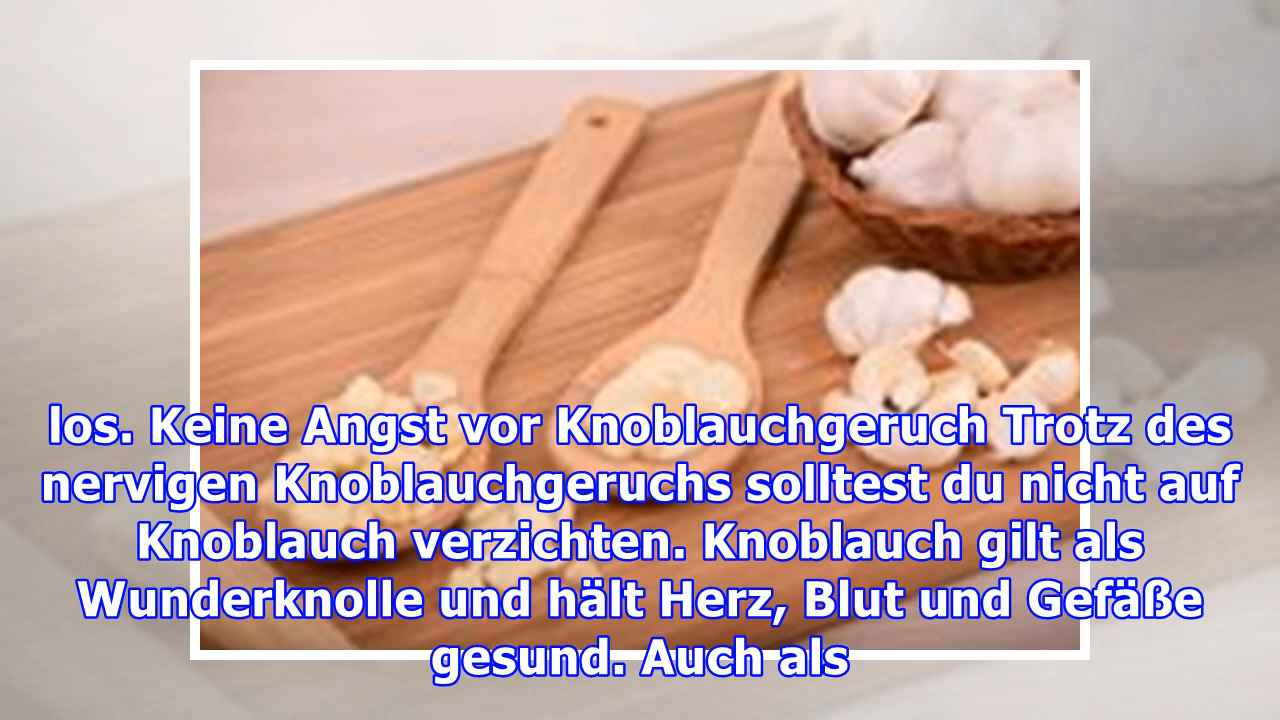 los. Keine Angst vor Knoblauchgeruch Trotz des
nervigen Knoblauchgeruchs solltest du nicht auf
Knoblauch verzichten. Knoblauch gilt als
Wunderknolle und hält Herz, Blut und Gefäße
gesund. Auch als